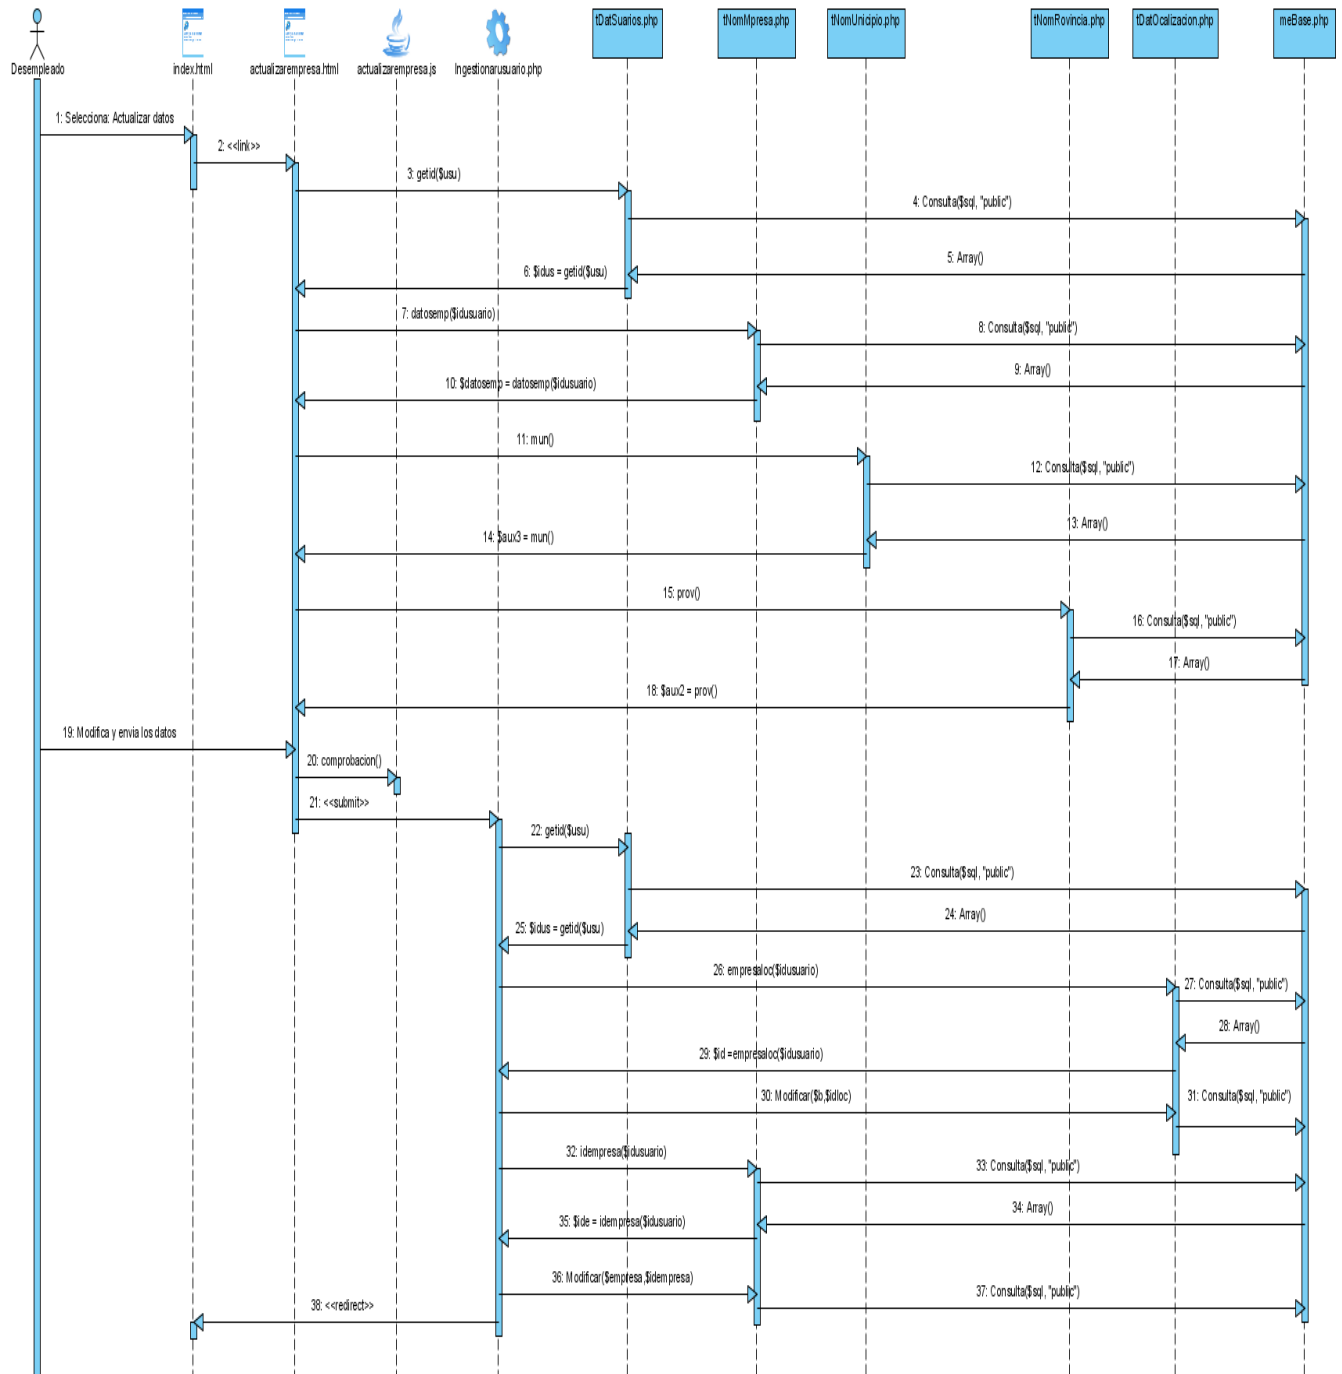 Desempleado
index.html
actualizarempresa.html
actualizarempresa.js
Ingestionarusuario.php
tDatSuarios.php
tNomMpresa.php
tNomUnicipio.php
tNomRovincia.php
tDatOcalizacion.php
meBase.php
1: Selecciona: Actualizar datos
2: <<link>>
3: getid($usu)
4: Consulta($sql, "public")
5: Array()
6: $idus = getid($usu)
7: datosemp($idusuario)
8: Consulta($sql, "public")
9: Array()
10: $datosemp = datosemp($idusuario)
11: mun()
12: Consulta($sql, "public")
13: Array()
14: $aux3 = mun()
15: prov()
16: Consulta($sql, "public")
17: Array()
18: $aux2 = prov()
19: Modifica y envia los datos
20: comprobacion()
21: <<submit>>
22: getid($usu)
23: Consulta($sql, "public")
24: Array()
25: $idus = getid($usu)
26: empresaloc($idusuario)
27: Consulta($sql, "public")
28: Array()
29: $id =empresaloc($idusuario)
30: Modificar($b,$idloc)
31: Consulta($sql, "public")
32: idempresa($idusuario)
33: Consulta($sql, "public")
34: Array()
35: $ide = idempresa($idusuario)
36: Modificar($empresa,$idempresa)
37: Consulta($sql, "public")
38: <<redirect>>